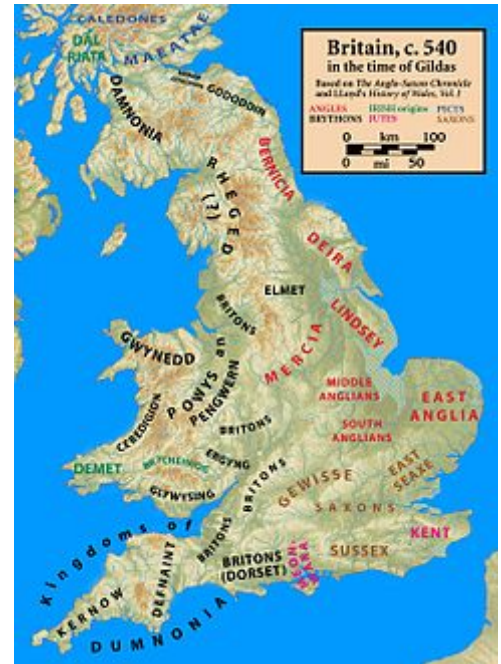 CALEDONES
DÁL
RIATA
MAEATAE
Britain, c. 540
in the time of Gildas
Based on The Anglo-Saxon Chronicle
and LLoyd's History of Wales, Vol. I
ANGLES IRISH origins PICTS
BRYTHONS JUTES SAXONS
0 km 100
0 mi 50
DAMNONIA
GODODDIN
BERNICIA
RHEGED
(?)
DEIRA
ELMET
LINDSEY
BRITONS
MERCIA
GWYNEDD
POWYS
PENGWERN
MIDDLE
ANGLIANS
EAST
ANGLIA
CEREDIGION
BRITONS
SOUTH
ANGLIANS
DEMET
BRYCHEINIOG
ERGYNG
GLYWYSING
BRITONS
GEWISSE
EAST
SEAXE
SAXONS
KENT
BRITONS
BRITONS
(DORSET)
SUSSEX
Kingdoms of
DUMNONIA
KERNOW
DEFNAINT